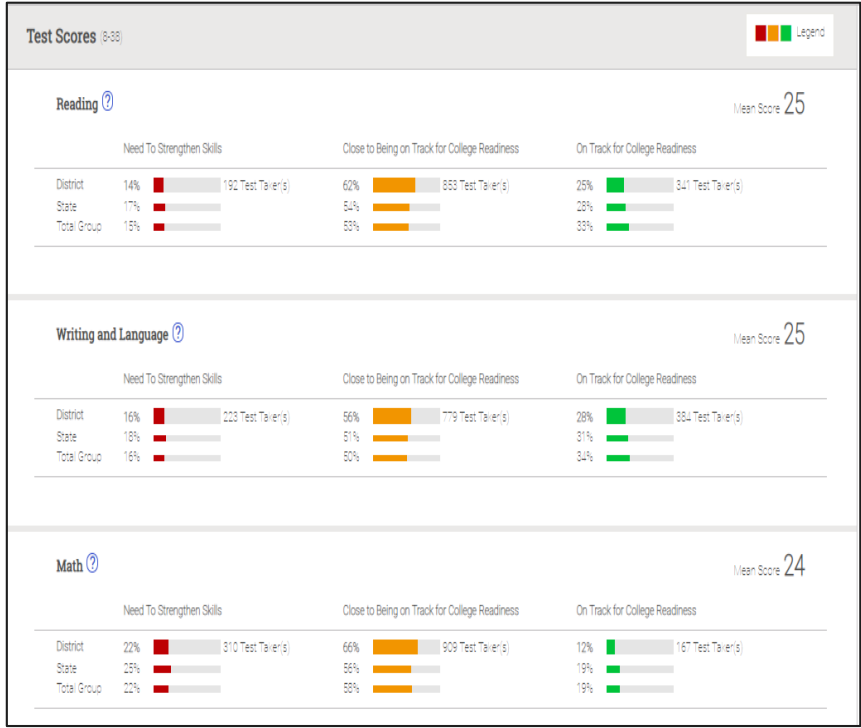 Test Scores (8-38)
Legend
Reading ?
Mean Score 25
Need To Strengthen Skills Close to Being on Track for College Readiness On Track for College Readiness
District 14% 192 Test Taker(s) 62% 853 Test Taker(s) 25% 341 Test Taker(s)
State 17% 54% 28%
Total Group 15% 53% 33%
Writing and Language ?
Mean Score 25
Need To Strengthen Skills Close to Being on Track for College Readiness On Track for College Readiness
District 16% 223 Test Taker(s) 56% 779 Test Taker(s) 28% 384 Test Taker(s)
State 18% 51% 31%
Total Group 16% 50% 34%
Math ?
Mean Score 24
Need To Strengthen Skills Close to Being on Track for College Readiness On Track for College Readiness
District 22% 310 Test Taker(s) 66% 909 Test Taker(s) 12% 167 Test Taker(s)
State 25% 56% 19%
Total Group 22% 58% 19%